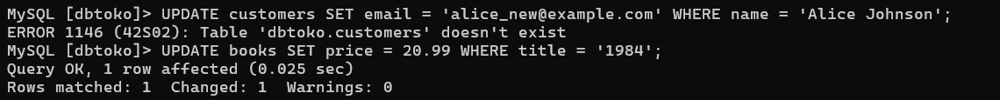 MySQL [dbtoko]> UPDATE customers SET email = 'alice_new@example.com' WHERE name = 'Alice Johnson';
ERROR 1146 (42S02): Table 'dbtoko.customers' doesn't exist
MySQL [dbtoko]> UPDATE books SET price = 20.99 WHERE title = '1984';
Query OK, 1 row affected (0.025 sec)
Rows matched: 1  Changed: 1  Warnings: 0